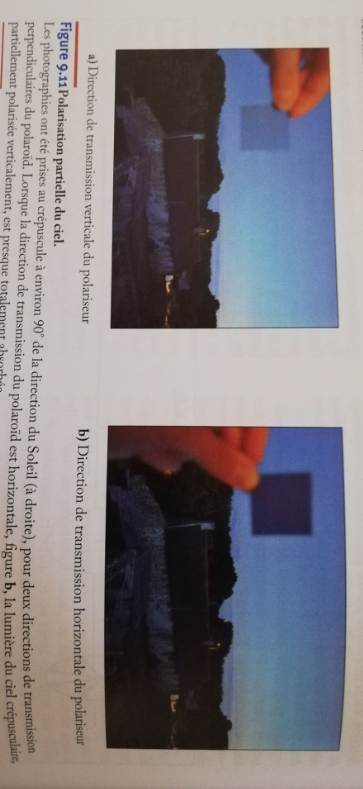 a) Direction de transmission verticale du polariseur
b) Direction de transmission horizontale du polariseur
Figure 9.11 Polarisation partielle du ciel.
Les photographies ont été prises au crépuscule à environ 90° de la direction du Soleil (à droite), pour deux directions de transmission
perpendiculaires du polaroïd. Lorsque la direction de transmission du polaroïd est horizontale, figure b, la lumière du ciel crépusculaire,
partiellement polarisée verticalement, est presque totalement absorbée.